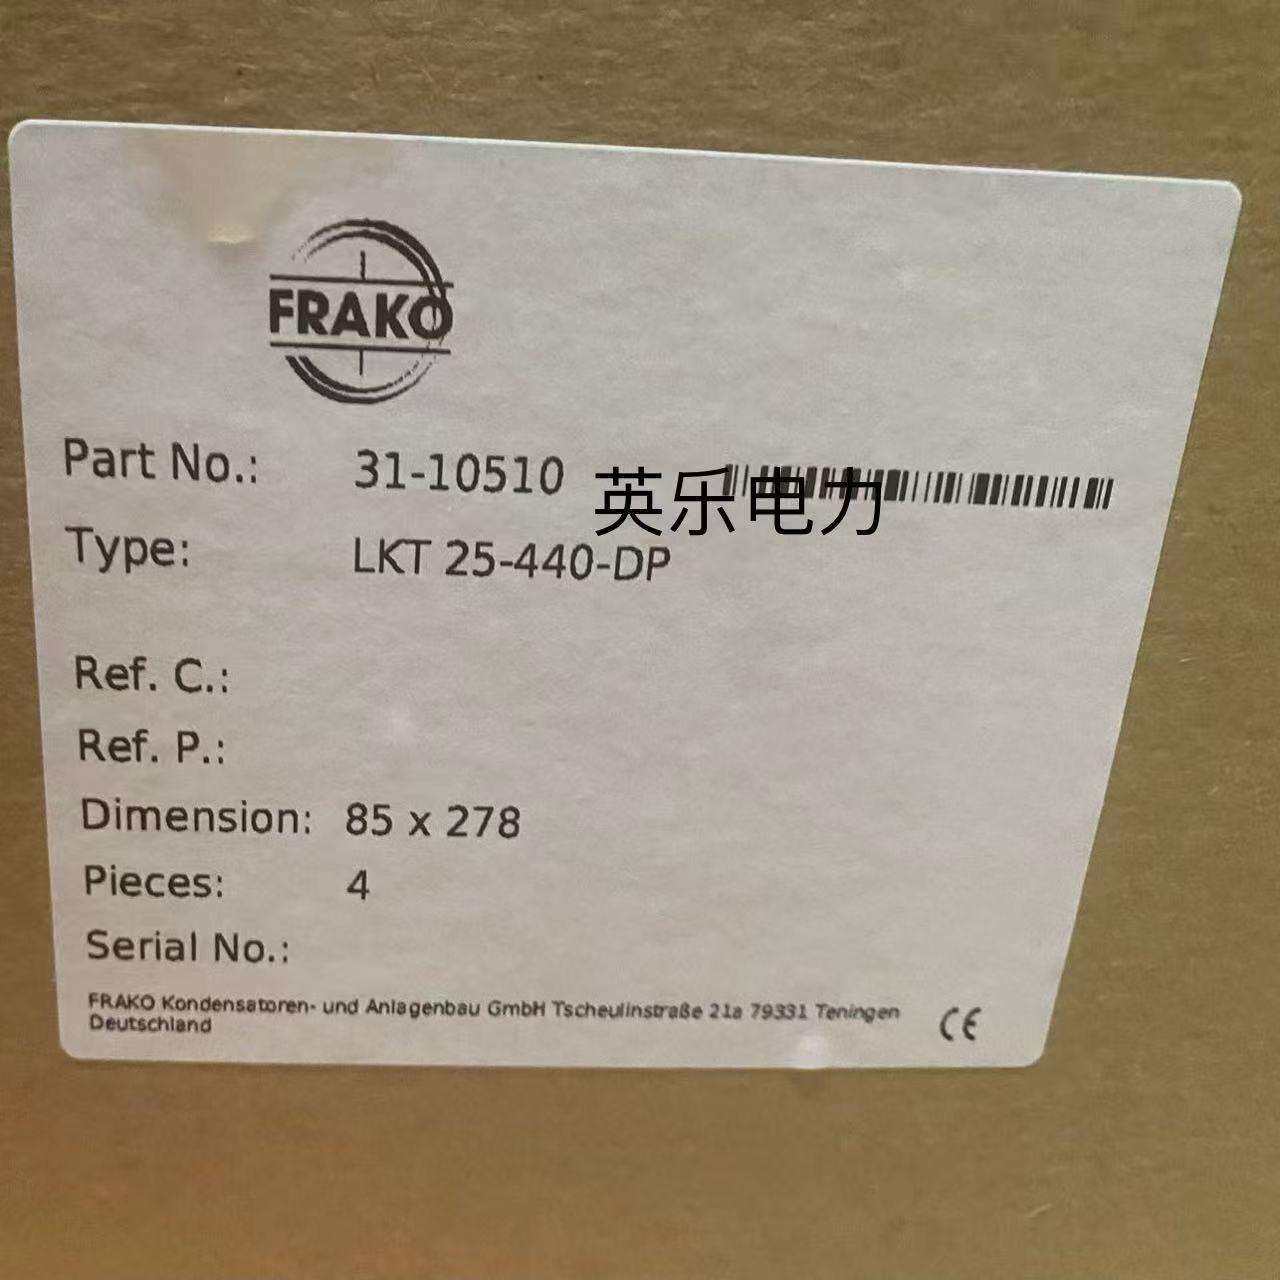 FRAKO
Part No.: 31-10510
英乐电力
Type: LKT 25-440-DP
Ref. C.:
Ref. P.:
Dimension: 85 x 278
Pieces: 4
Serial No.:
FRAKO Kondensatoren- und Anlagenbau GmbH Tscheulinstraße 21a 79331 Teningen
Deutschland
CE